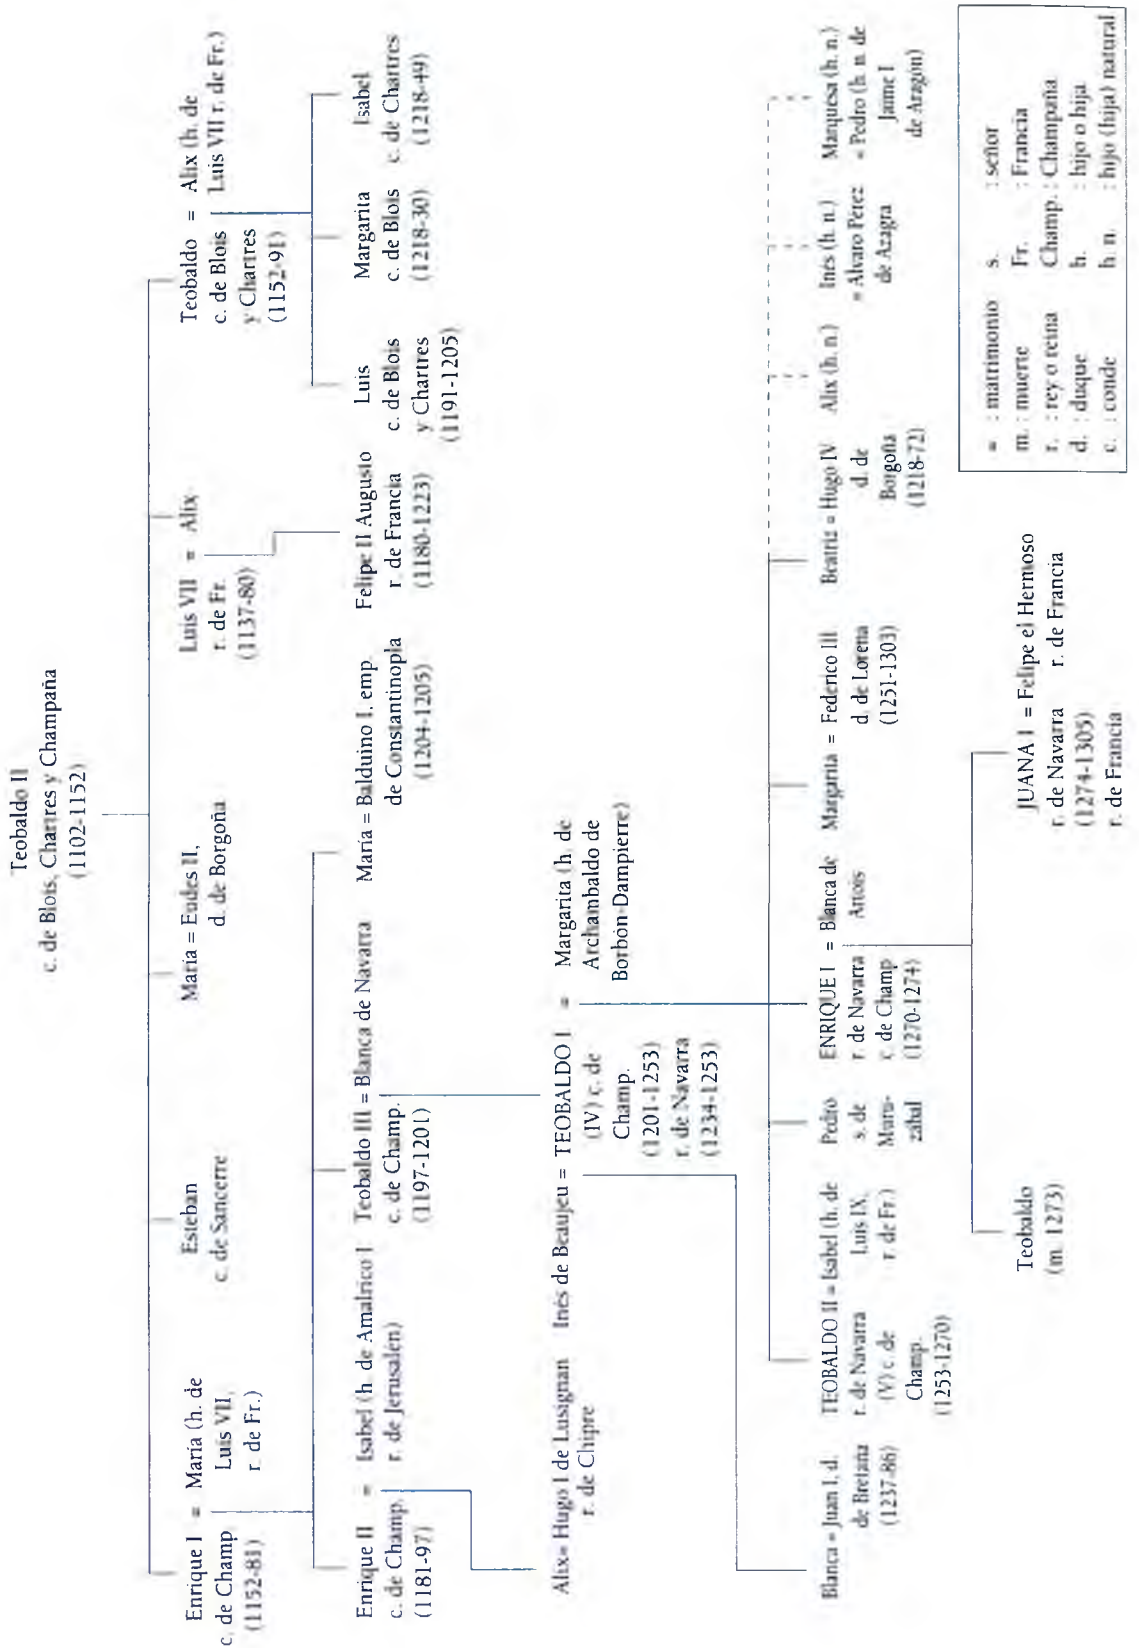 Teobaldo II
c. de Blois, Chartres y Champaña
(1102-1152)
Enrique I = María (h. de
c. de Champ. Luis VII,
(1152-81) r. de Fr.)
Esteban
c. de Sancerre
María = Eudes II,
d. de Borgoña
Luis VII = Alix
r. de Fr.
(1137-80)
Teobaldo = Alix (h. de
c. de Blois Luis VII r. de Fr.)
y Chartres
(1152-91)
Enrique II = Isabel (h. de Amalrico I
c. de Champ. r. de Jerusalén)
(1181-97)
Teobaldo III = Blanca de Navarra
c. de Champ.
(1197-1201)
María = Balduino I, emp.
de Constantinopla
(1204-1205)
Felipe II Augusto
r. de Francia
(1180-1223)
Luis
c. de Blois
y Chartres
(1191-1205)
Margarita
c. de Blois
(1218-30)
Isabel
c. de Chartres
(1218-49)
Alix= Hugo I de Lusignan
r. de Chipre
Inés de Beaujeu = TEOBALDO I = Margarita (h. de
(IV) c. de Archambaldo de
Champ. Borbón-Dampierre)
(1201-1253)
r. de Navarra
(1234-1253)
Blanca = Juan I, d.
de Bretaña
(1237-86)
TEOBALDO II = Isabel (h. de
r. de Navarra Luis IX,
(V) c. de r. de Fr.)
Champ.
(1253-1270)
Pedro
s. de
Muru-
zábal
ENRIQUE I = Blanca de
r. de Navarra Artois
c. de Champ
(1270-1274)
Margarita = Federico III
d. de Lorena
(1251-1303)
Beatriz = Hugo IV
d. de
Borgoña
(1218-72)
Alix (h. n.)
Inés (h. n.)
= Alvaro Pérez
de Azagra
Marquesa (h. n.)
= Pedro (h. n. de
Jaime I
de Aragón)
Teobaldo
(m. 1273)
JUANA I = Felipe el Hermoso
r. de Navarra r. de Francia
(1274-1305)
r. de Francia
= : matrimonio s. : señor
m. : muerte Fr. : Francia
r. : rey o reina Champ. : Champaña
d. : duque h. : hijo o hija
c. : conde h. n. : hijo (hija) natural